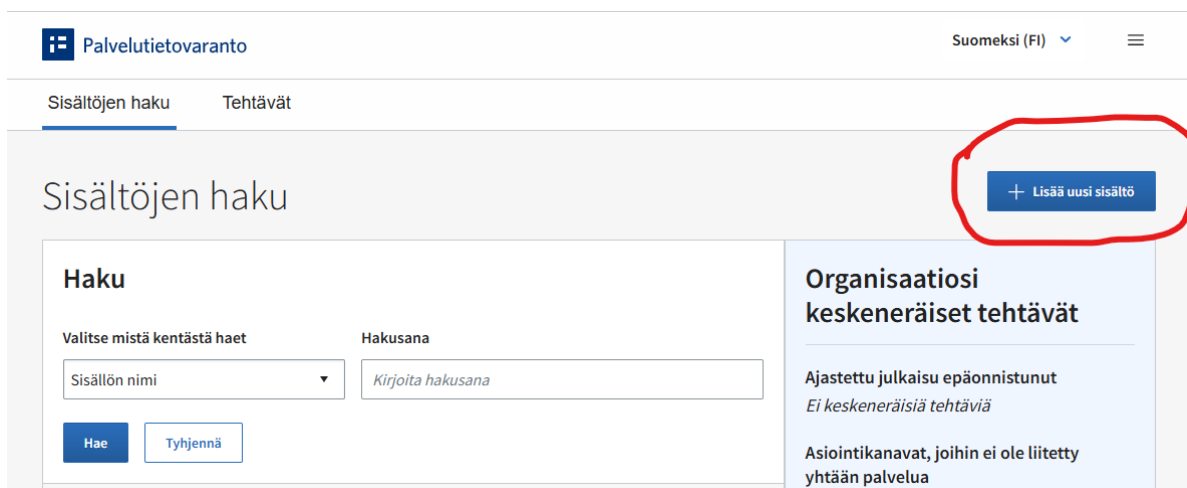 Palvelutietovaranto
Suomeksi (FI)
Sisältöjen haku
Tehtävät
Sisältöjen haku
+ Lisää uusi sisältö
Haku
Valitse mistä kentästä haet
Hakusana
Sisällön nimi
Kirjoita hakusana
Hae
Tyhjennä
Organisaatiosi
keskeneräiset tehtävät
Ajastettu julkaisu epäonnistunut
Ei keskeneräisiä tehtäviä
Asiointikanavat, joihin ei ole liitetty
yhtään palvelua